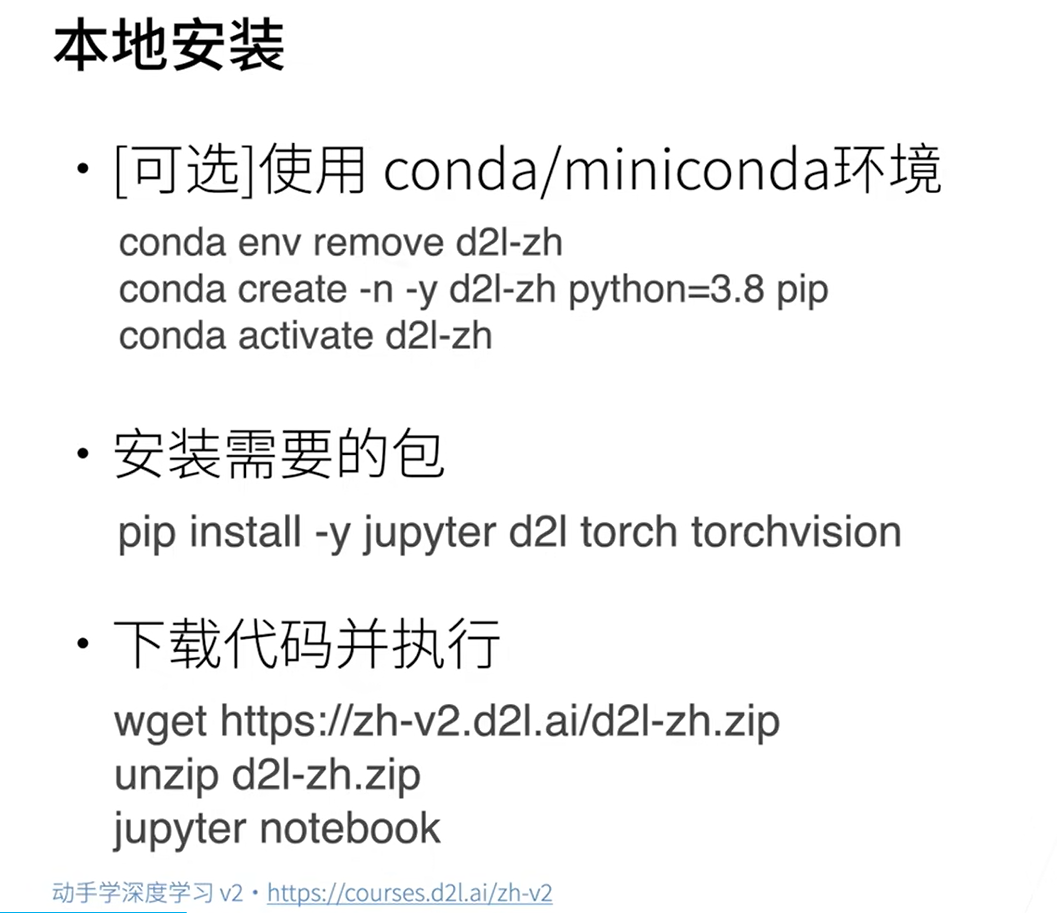 本地安装
• [可选]使用 conda/miniconda环境
conda env remove d2l-zh
conda create -n -y d2l-zh python=3.8 pip
conda activate d2l-zh
• 安装需要的包
pip install -y jupyter d2l torch torchvision
• 下载代码并执行
wget https://zh-v2.d2l.ai/d2l-zh.zip
unzip d2l-zh.zip
jupyter notebook
动手学深度学习 v2 • https://courses.d2l.ai/zh-v2